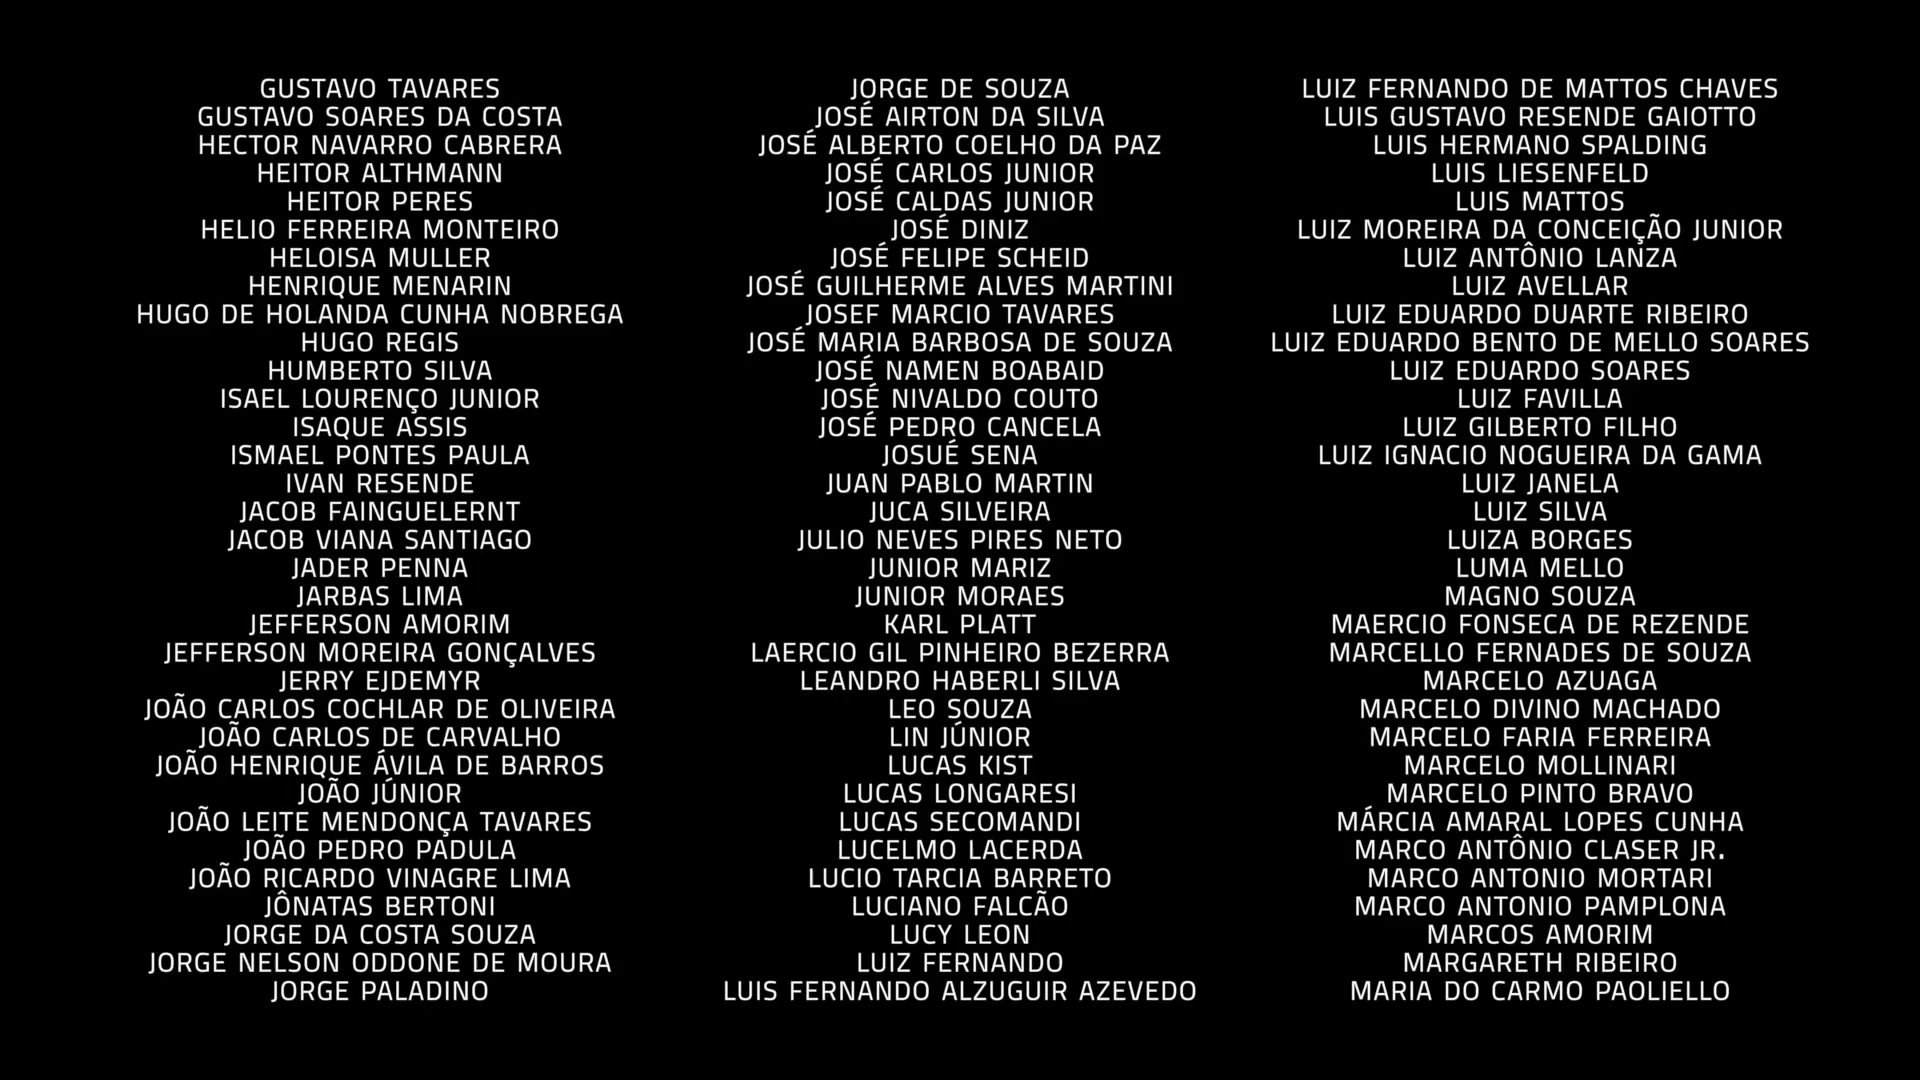 GUSTAVO TAVARES
GUSTAVO SOARES DA COSTA
HECTOR NAVARRO CABRERA
HEITOR ALTHMANN
HEITOR PERES
HELIO FERREIRA MONTEIRO
HELOISA MULLER
HENRIQUE MENARIN
HUGO DE HOLANDA CUNHA NOBREGA
HUGO REGIS
HUMBERTO SILVA
ISAEL LOURENÇO JUNIOR
ISAQUE ASSIS
ISMAEL PONTES PAULA
IVAN RESENDE
JACOB FAINGUELERNT
JACOB VIANA SANTIAGO
JADER PENNA
JARBAS LIMA
JEFFERSON AMORIM
JEFFERSON MOREIRA GONÇALVES
JERRY EJDEMYR
JOÃO CARLOS COCHLAR DE OLIVEIRA
JOÃO CARLOS DE CARVALHO
JOÃO HENRIQUE ÁVILA DE BARROS
JOÃO JÚNIOR
JOÃO LEITE MENDONÇA TAVARES
JOÃO PEDRO PADULA
JOÃO RICARDO VINAGRE LIMA
JÔNATAS BERTONI
JORGE DA COSTA SOUZA
JORGE NELSON ODDONE DE MOURA
JORGE PALADINO
JORGE DE SOUZA
JOSÉ AIRTON DA SILVA
JOSÉ ALBERTO COELHO DA PAZ
JOSÉ CARLOS JUNIOR
JOSÉ CALDAS JUNIOR
JOSÉ DINIZ
JOSÉ FELIPE SCHEID
JOSÉ GUILHERME ALVES MARTINI
JOSEF MARCIO TAVARES
JOSÉ MARIA BARBOSA DE SOUZA
JOSÉ NAMEN BOABAID
JOSÉ NIVALDO COUTO
JOSÉ PEDRO CANCELA
JOSUÉ SENA
JUAN PABLO MARTIN
JUCA SILVEIRA
JULIO NEVES PIRES NETO
JUNIOR MARIZ
JUNIOR MORAES
KARL PLATT
LAERCIO GIL PINHEIRO BEZERRA
LEANDRO HABERLI SILVA
LEO SOUZA
LIN JÚNIOR
LUCAS KIST
LUCAS LONGARESI
LUCAS SECOMANDI
LUCELMO LACERDA
LUCIO TARCIA BARRETO
LUCIANO FALCÃO
LUCY LEON
LUIZ FERNANDO
LUIS FERNANDO ALZUGUIR AZEVEDO
LUIZ FERNANDO DE MATTOS CHAVES
LUIS GUSTAVO RESENDE GAIOTTO
LUIS HERMANO SPALDING
LUIS LIESENFELD
LUIS MATTOS
LUIZ MOREIRA DA CONCEIÇÃO JUNIOR
LUIZ ANTÔNIO LANZA
LUIZ AVELLAR
LUIZ EDUARDO DUARTE RIBEIRO
LUIZ EDUARDO BENTO DE MELLO SOARES
LUIZ EDUARDO SOARES
LUIZ FAVILLA
LUIZ GILBERTO FILHO
LUIZ IGNACIO NOGUEIRA DA GAMA
LUIZ JANELA
LUIZ SILVA
LUIZA BORGES
LUMA MELLO
MAGNO SOUZA
MAERCIO FONSECA DE REZENDE
MARCELLO FERNADES DE SOUZA
MARCELO AZUAGA
MARCELO DIVINO MACHADO
MARCELO FARIA FERREIRA
MARCELO MOLLINARI
MARCELO PINTO BRAVO
MÁRCIA AMARAL LOPES CUNHA
MARCO ANTÔNIO CLASER JR.
MARCO ANTONIO MORTARI
MARCO ANTONIO PAMPLONA
MARCOS AMORIM
MARGARETH RIBEIRO
MARIA DO CARMO PAOLIELLO